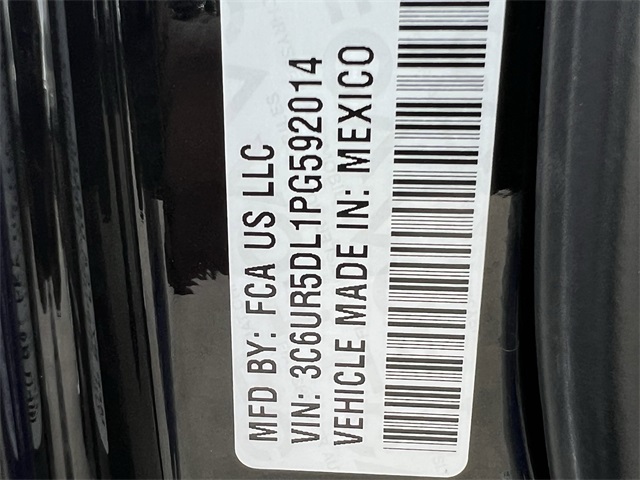 MFD BY: FCA US LLC
VIN: 3C6UR5DL1PG592014
VEHICLE MADE IN: MEXICO